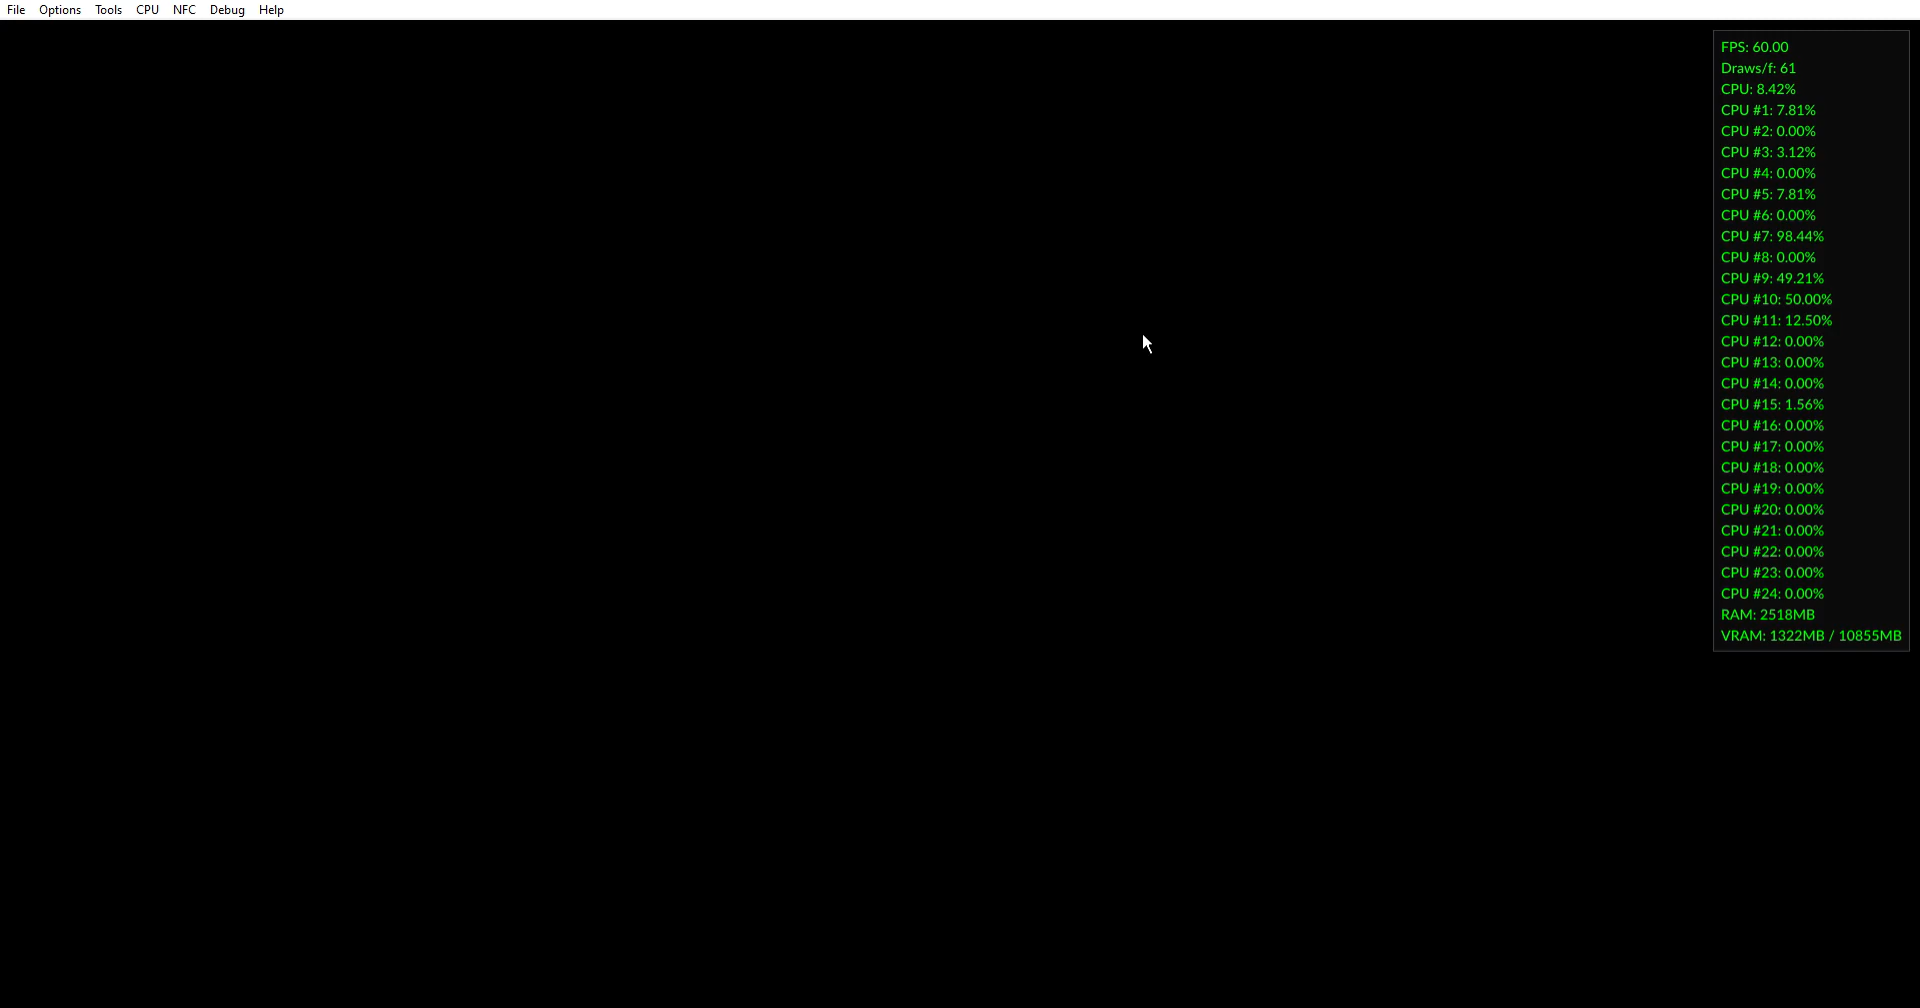 File Options Tools CPU NFC Debug Help
FPS: 60.00
Draws/f: 61
CPU: 8.42%
CPU #1: 7.81%
CPU #2: 0.00%
CPU #3: 3.12%
CPU #4: 0.00%
CPU #5: 7.81%
CPU #6: 0.00%
CPU #7: 98.44%
CPU #8: 0.00%
CPU #9: 49.21%
CPU #10: 50.00%
CPU #11: 12.50%
CPU #12: 0.00%
CPU #13: 0.00%
CPU #14: 0.00%
CPU #15: 1.56%
CPU #16: 0.00%
CPU #17: 0.00%
CPU #18: 0.00%
CPU #19: 0.00%
CPU #20: 0.00%
CPU #21: 0.00%
CPU #22: 0.00%
CPU #23: 0.00%
CPU #24: 0.00%
RAM: 2518MB
VRAM: 1322MB / 10855MB